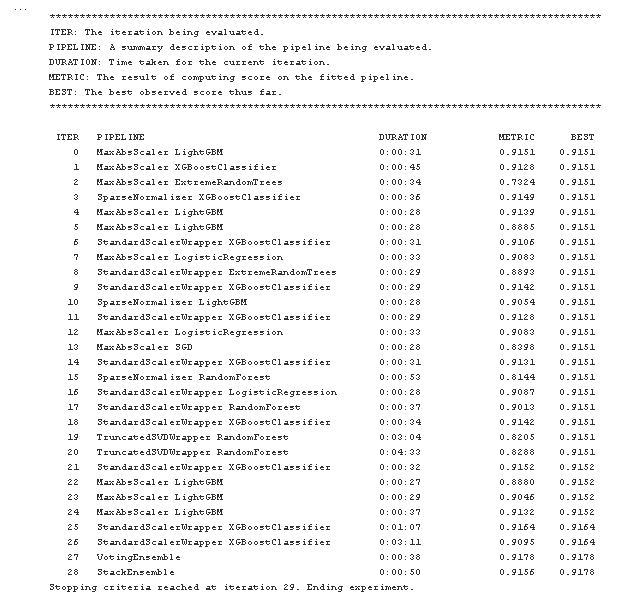 ...
****************************************************************************************************
ITER: The iteration being evaluated.
PIPELINE: A summary description of the pipeline being evaluated.
DURATION: Time taken for the current iteration.
METRIC: The result of computing score on the fitted pipeline.
BEST: The best observed score thus far.
****************************************************************************************************
ITER PIPELINE DURATION METRIC BEST
0 MaxAbsScaler LightGBM 0:00:31 0.9151 0.9151
1 MaxAbsScaler XGBoostClassifier 0:00:45 0.9128 0.9151
2 MaxAbsScaler ExtremeRandomTrees 0:00:34 0.7324 0.9151
3 SparseNormalizer XGBoostClassifier 0:00:36 0.9149 0.9151
4 MaxAbsScaler LightGBM 0:00:28 0.9139 0.9151
5 MaxAbsScaler LightGBM 0:00:28 0.8885 0.9151
6 StandardScalerWrapper XGBoostClassifier 0:00:31 0.9106 0.9151
7 MaxAbsScaler LogisticRegression 0:00:33 0.9083 0.9151
8 StandardScalerWrapper ExtremeRandomTrees 0:00:29 0.8893 0.9151
9 StandardScalerWrapper XGBoostClassifier 0:00:29 0.9142 0.9151
10 SparseNormalizer LightGBM 0:00:28 0.9054 0.9151
11 StandardScalerWrapper XGBoostClassifier 0:00:29 0.9128 0.9151
12 MaxAbsScaler LogisticRegression 0:00:33 0.9083 0.9151
13 MaxAbsScaler SGD 0:00:28 0.8398 0.9151
14 StandardScalerWrapper XGBoostClassifier 0:00:31 0.9131 0.9151
15 SparseNormalizer RandomForest 0:00:53 0.8144 0.9151
16 StandardScalerWrapper LogisticRegression 0:00:28 0.9087 0.9151
17 StandardScalerWrapper RandomForest 0:00:37 0.9013 0.9151
18 StandardScalerWrapper XGBoostClassifier 0:00:34 0.9142 0.9151
19 TruncatedSVDWrapper RandomForest 0:03:04 0.8205 0.9151
20 TruncatedSVDWrapper RandomForest 0:04:33 0.8288 0.9151
21 StandardScalerWrapper XGBoostClassifier 0:00:32 0.9152 0.9152
22 MaxAbsScaler LightGBM 0:00:27 0.8880 0.9152
23 MaxAbsScaler LightGBM 0:00:29 0.9046 0.9152
24 MaxAbsScaler LightGBM 0:00:37 0.9132 0.9152
25 StandardScalerWrapper XGBoostClassifier 0:01:07 0.9164 0.9164
26 StandardScalerWrapper XGBoostClassifier 0:03:11 0.9095 0.9164
27 VotingEnsemble 0:00:38 0.9178 0.9178
28 StackEnsemble 0:00:50 0.9156 0.9178
Stopping criteria reached at iteration 29. Ending experiment.